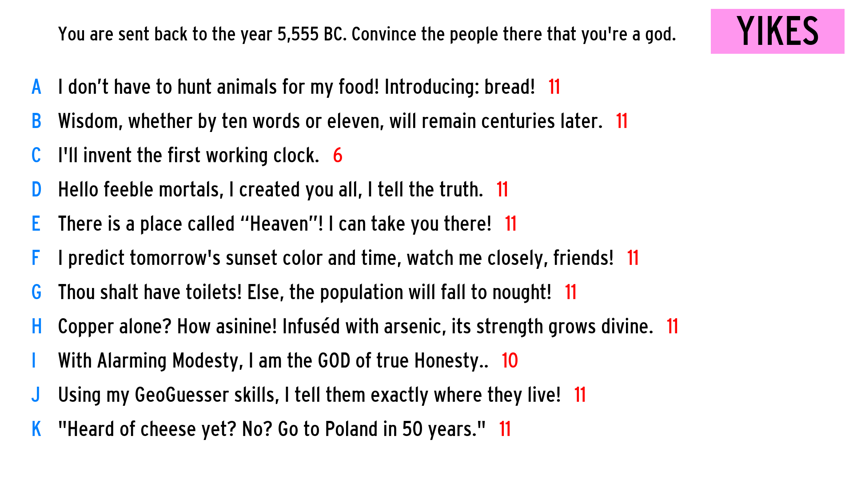 You are sent back to the year 5,555 BC. Convince the people there that you're a god.
YIKES
A I don’t have to hunt animals for my food! Introducing: bread! 11
B Wisdom, whether by ten words or eleven, will remain centuries later. 11
C I'll invent the first working clock. 6
D Hello feeble mortals, I created you all, I tell the truth. 11
E There is a place called “Heaven”! I can take you there! 11
F I predict tomorrow's sunset color and time, watch me closely, friends! 11
G Thou shalt have toilets! Else, the population will fall to nought! 11
H Copper alone? How asinine! Infuséd with arsenic, its strength grows divine. 11
I With Alarming Modesty, I am the GOD of true Honesty.. 10
J Using my GeoGuesser skills, I tell them exactly where they live! 11
K "Heard of cheese yet? No? Go to Poland in 50 years." 11